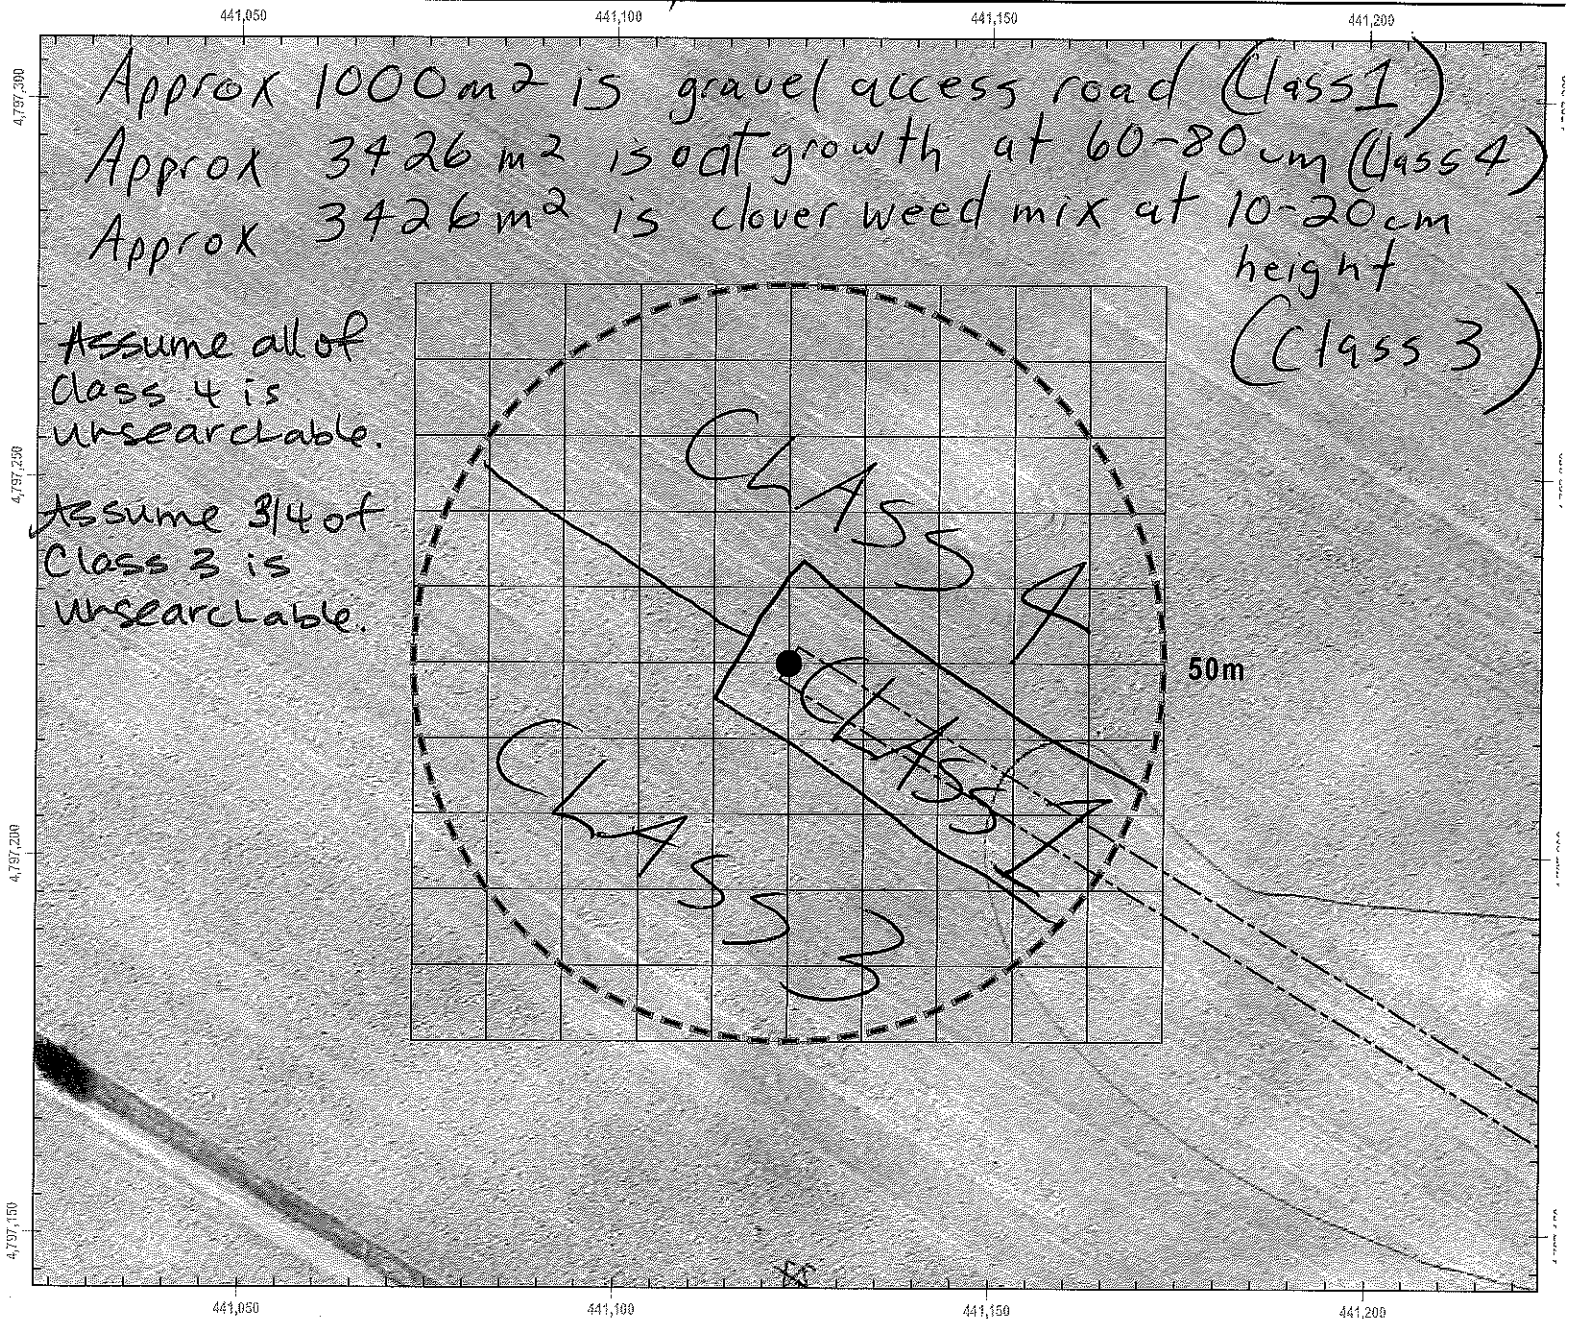 441,050
441,100
441,150
441,200
4,797,300
Approx 1000m² is gravel access road (Class 1)
Approx 3426 m² is oat growth at 60-80cm (Class 4)
Approx 3426m² is clover weed mix at 10-20cm
height
(Class 3)
Assume all of
Class 4 is
unsearchable.
4,797,250
Assume 3/4 of
Class 3 is
unsearchable.
CLASS 4
50m
CLASS 1
CLASS 3
4,797,200
4,797,150
441,050
441,100
441,150
441,200